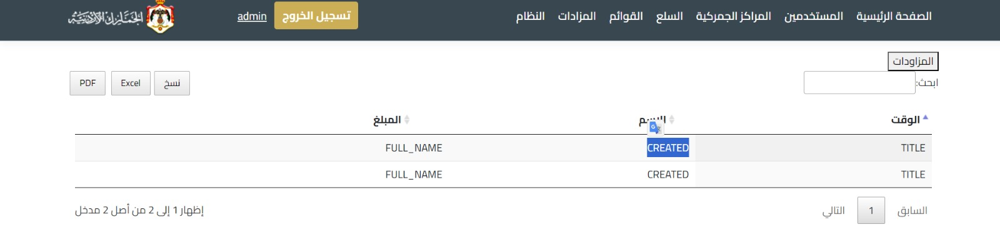 الصفحة الرئيسية المستخدمين المراكز الجمركية السلع القوائم المزادات النظام تسجيل الخروج admin الجمارك الأردنية
المزاودات
ابحث: نسخ Excel PDF
الوقت الاسم المبلغ
TITLE CREATED FULL_NAME
TITLE CREATED FULL_NAME
السابق 1 التالي إظهار 1 إلى 2 من أصل 2 مدخل